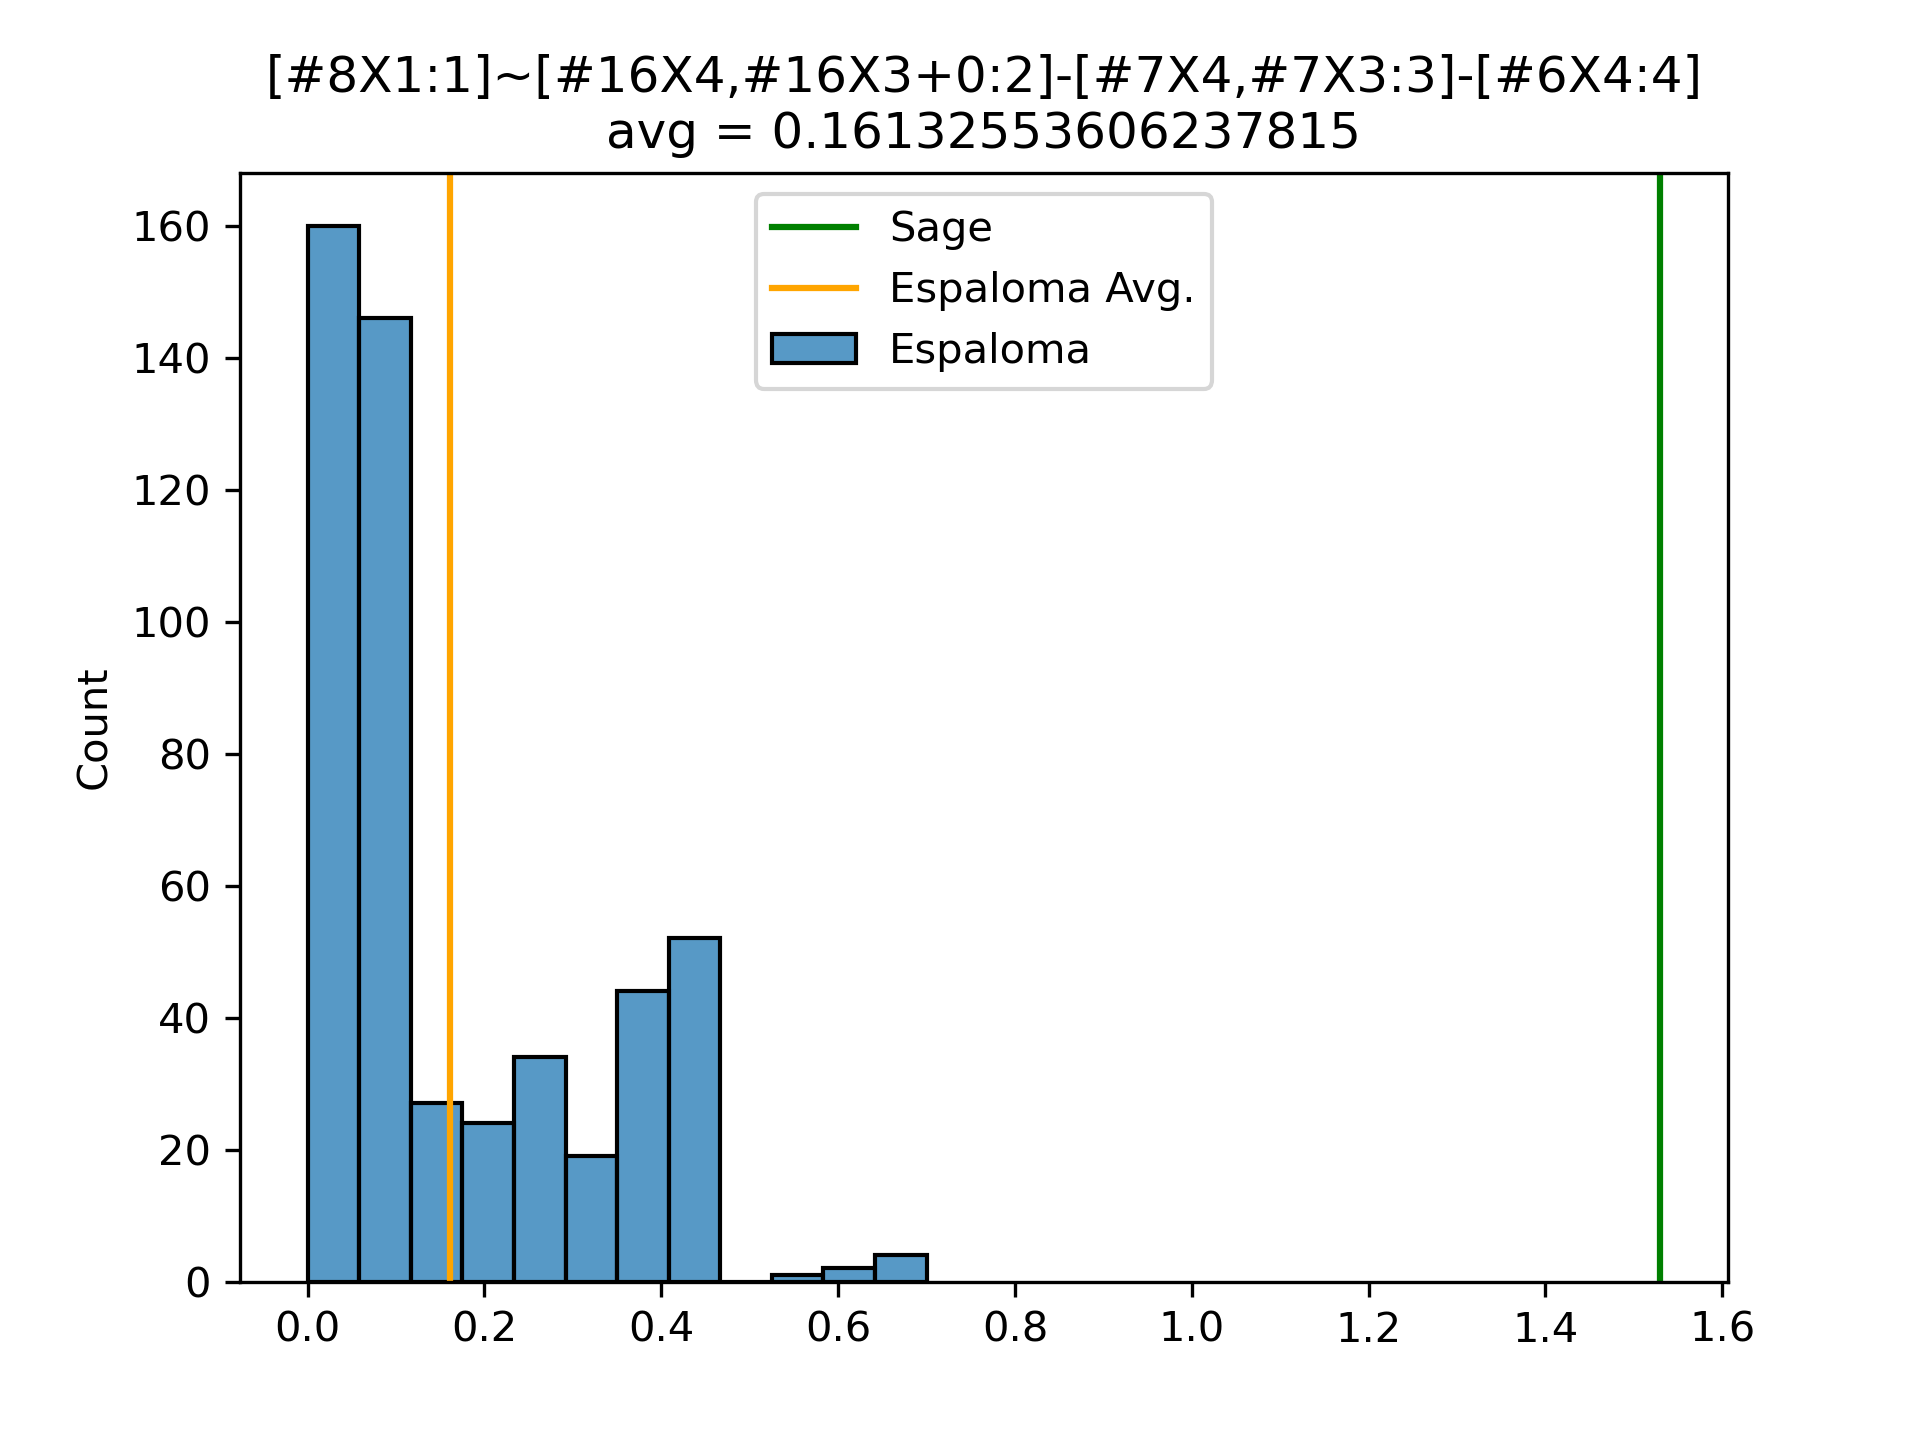 [#8X1:1]~[#16X4,#16X3+0:2]-[#7X4,#7X3:3]-[#6X4:4]
avg = 0.16132553606237815
Sage
Espaloma Avg.
Espaloma
160
140
120
100
80
60
40
20
0
Count
0.0 0.2 0.4 0.6 0.8 1.0 1.2 1.4 1.6